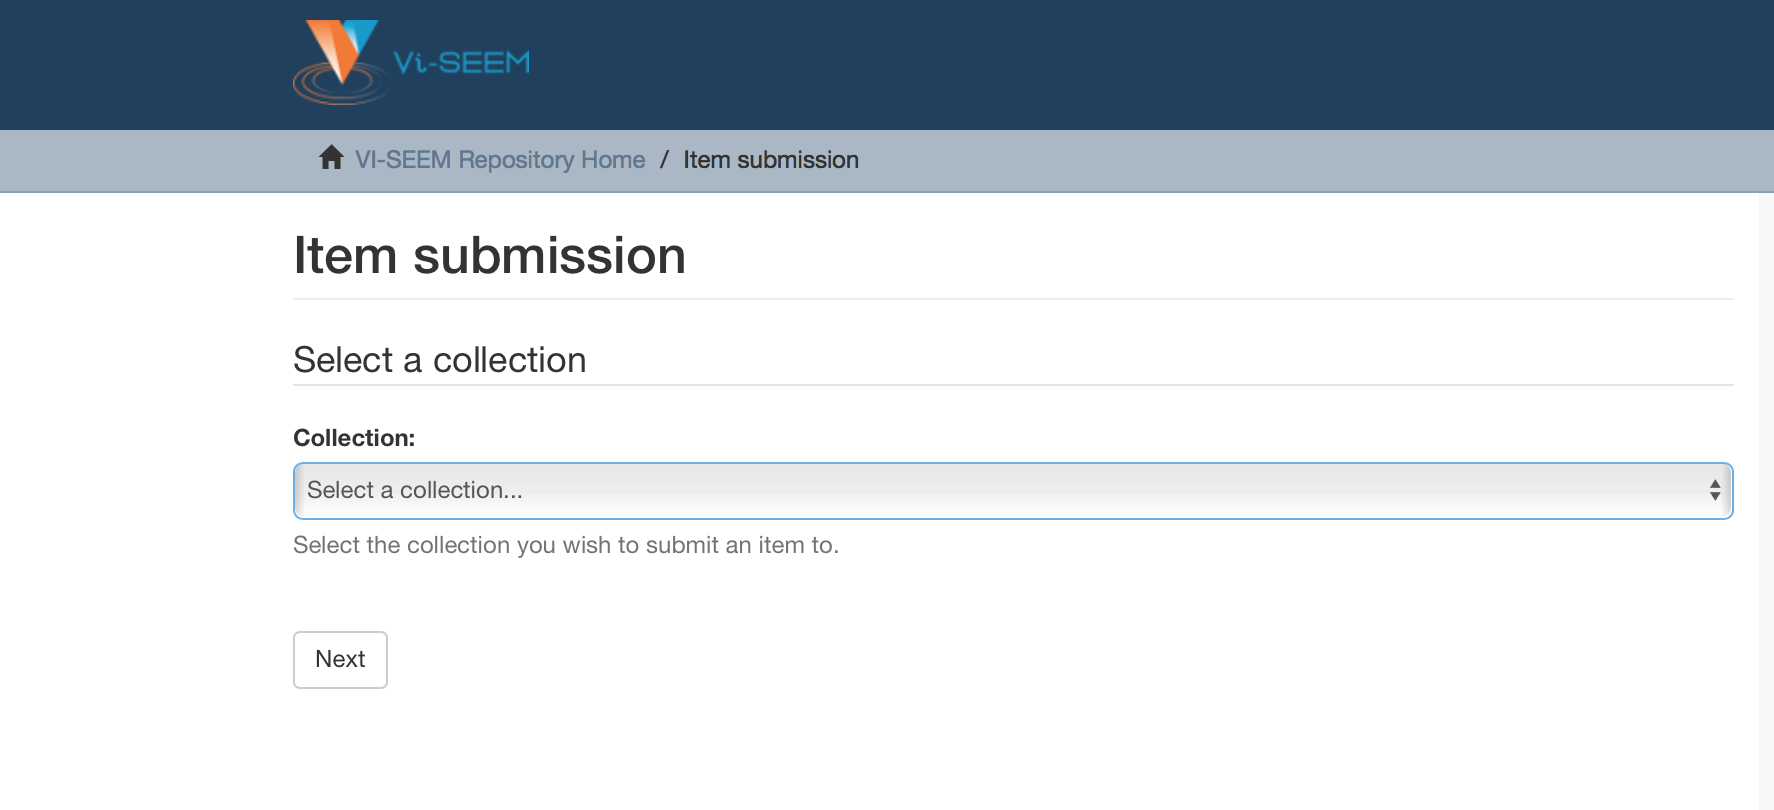 Vi-SEEM
VI-SEEM Repository Home / Item submission
Item submission
Select a collection
Collection:
Select a collection...
Select the collection you wish to submit an item to.
Next